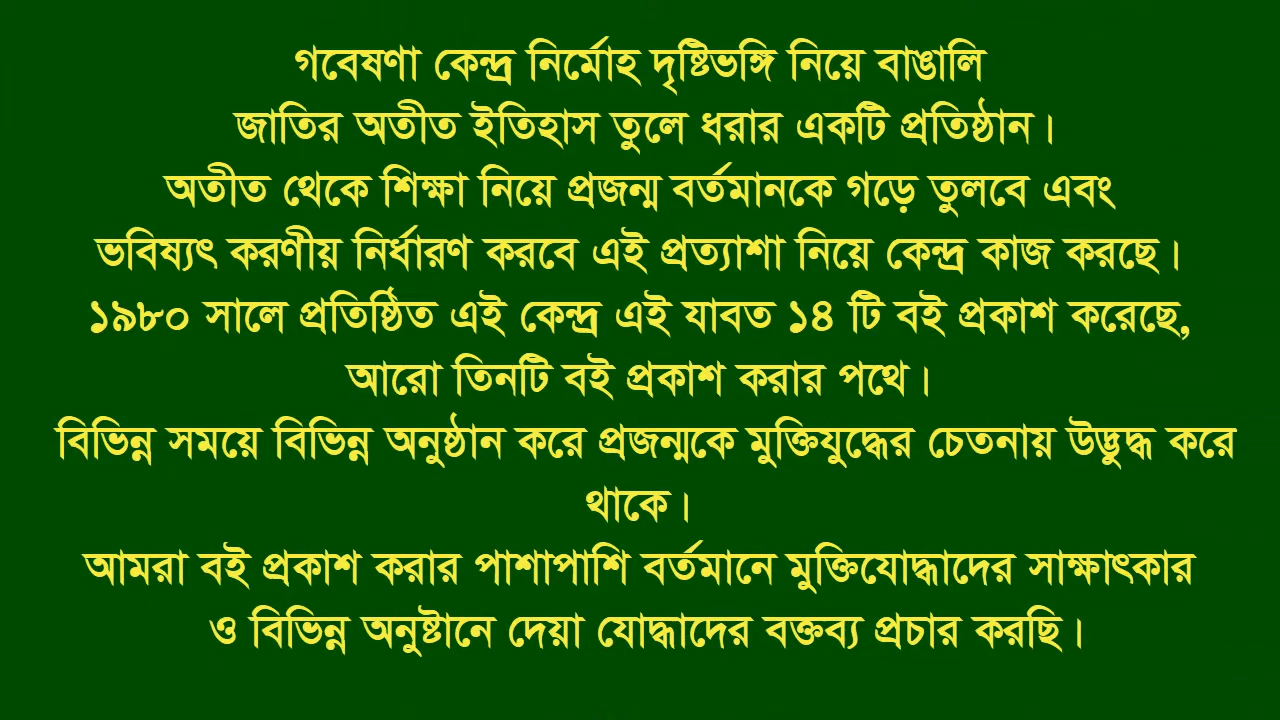 গবেষণা কেন্দ্র নির্মোহ দৃষ্টিভঙ্গি নিয়ে বাঙালি
জাতির অতীত ইতিহাস তুলে ধরার একটি প্রতিষ্ঠান।
অতীত থেকে শিক্ষা নিয়ে প্রজন্ম বর্তমানকে গড়ে তুলবে এবং
ভবিষ্যৎ করণীয় নির্ধারণ করবে এই প্রত্যাশা নিয়ে কেন্দ্র কাজ করছে।
১৯৮০ সালে প্রতিষ্ঠিত এই কেন্দ্র এই যাবত ১৪ টি বই প্রকাশ করেছে,
আরো তিনটি বই প্রকাশ করার পথে।
বিভিন্ন সময়ে বিভিন্ন অনুষ্ঠান করে প্রজন্মকে মুক্তিযুদ্ধের চেতনায় উদ্ভুদ্ধ করে
থাকে।
আমরা বই প্রকাশ করার পাশাপাশি বর্তমানে মুক্তিযোদ্ধাদের সাক্ষাৎকার
ও বিভিন্ন অনুষ্টানে দেয়া যোদ্ধাদের বক্তব্য প্রচার করছি।